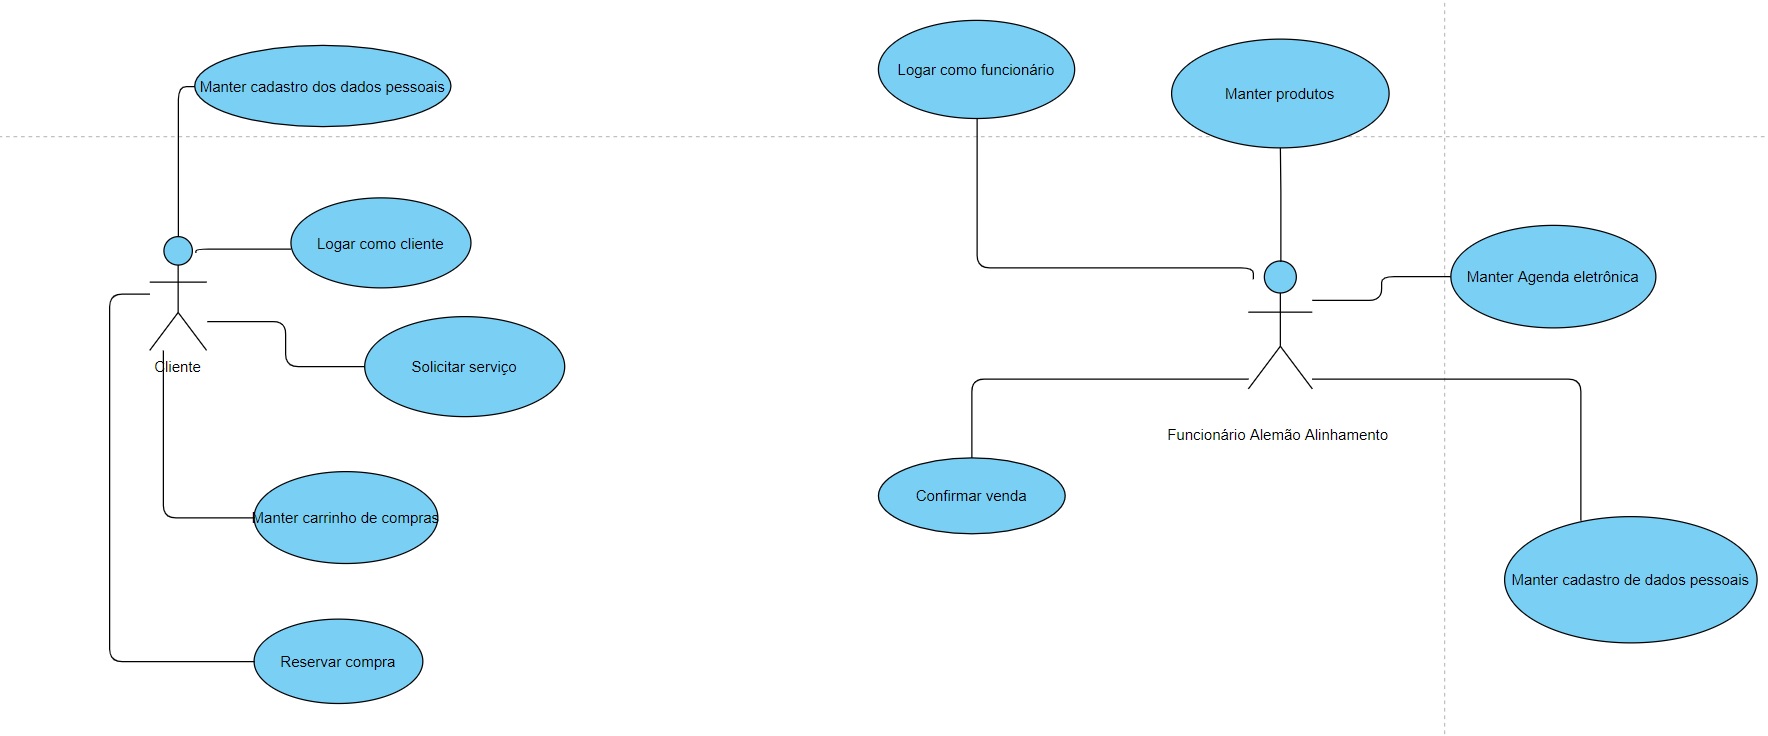 Manter cadastro dos dados pessoais
Logar como cliente
Cliente
Solicitar serviço
Manter carrinho de compras
Reservar compra
Logar como funcionário
Manter produtos
Manter Agenda eletrônica
Funcionário Alemão Alinhamento
Confirmar venda
Manter cadastro de dados pessoais